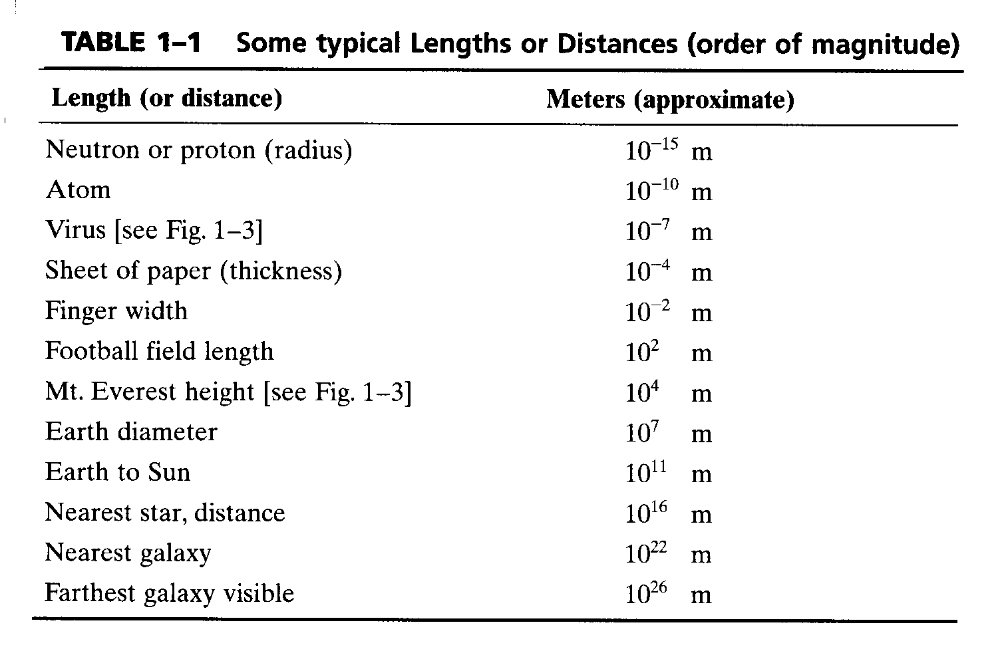 TABLE 1–1 Some typical Lengths or Distances (order of magnitude)
Length (or distance) Meters (approximate)
Neutron or proton (radius) 10⁻¹⁵ m
Atom 10⁻¹⁰ m
Virus [see Fig. 1–3] 10⁻⁷ m
Sheet of paper (thickness) 10⁻⁴ m
Finger width 10⁻² m
Football field length 10² m
Mt. Everest height [see Fig. 1–3] 10⁴ m
Earth diameter 10⁷ m
Earth to Sun 10¹¹ m
Nearest star, distance 10¹⁶ m
Nearest galaxy 10²² m
Farthest galaxy visible 10²⁶ m